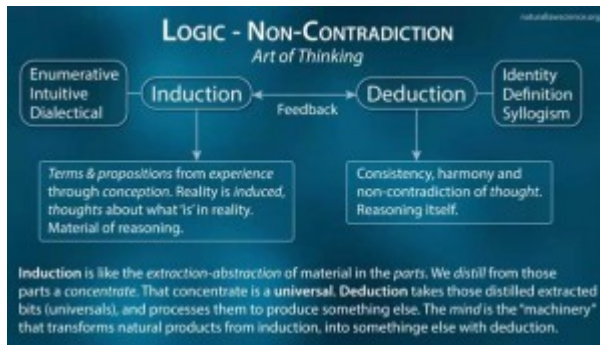 naturallawscience.org
LOGIC - NON-CONTRADICTION
Art of Thinking
Enumerative
Intuitive
Dialectical
Induction
Feedback
Deduction
Identity
Definition
Syllogism
Terms & propositions from experience
through conception. Reality is induced,
thoughts about what 'is' in reality.
Material of reasoning.
Consistency, harmony and
non-contradiction of thought.
Reasoning itself.
Induction is like the extraction-abstraction of material in the parts. We distill from those
parts a concentrate. That concentrate is a universal. Deduction takes those distilled extracted
bits (universals), and processes them to produce something else. The mind is the "machinery"
that transforms natural products from induction, into somethinge else with deduction.